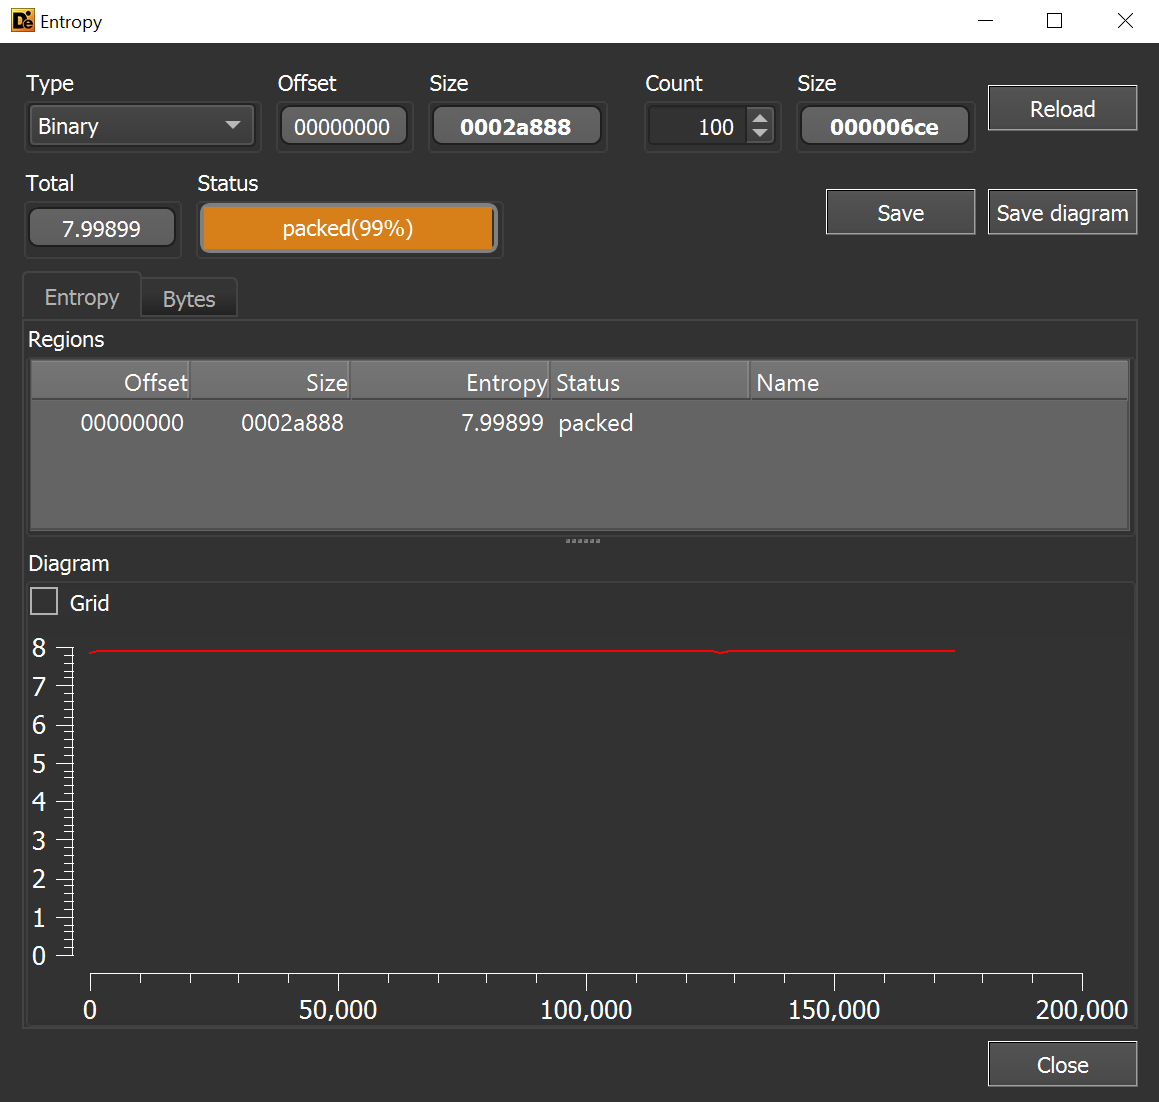 De Entropy
Type Offset Size Count Size
Binary 00000000 0002a888 100 000006ce Reload
Total Status
7.99899 packed(99%) Save Save diagram
Entropy Bytes
Regions
Offset Size Entropy Status Name
00000000 0002a888 7.99899 packed
Diagram
Grid
8
7
6
5
4
3
2
1
0
0 50,000 100,000 150,000 200,000
Close